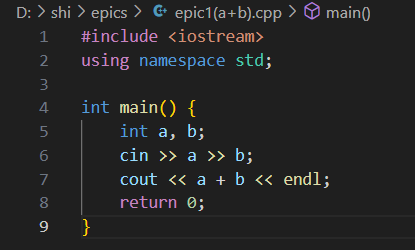 D: > shi > epics > epic1(a+b).cpp > main()
1 #include <iostream>
2 using namespace std;
3
4 int main() {
5     int a, b;
6     cin >> a >> b;
7     cout << a + b << endl;
8     return 0;
9 }